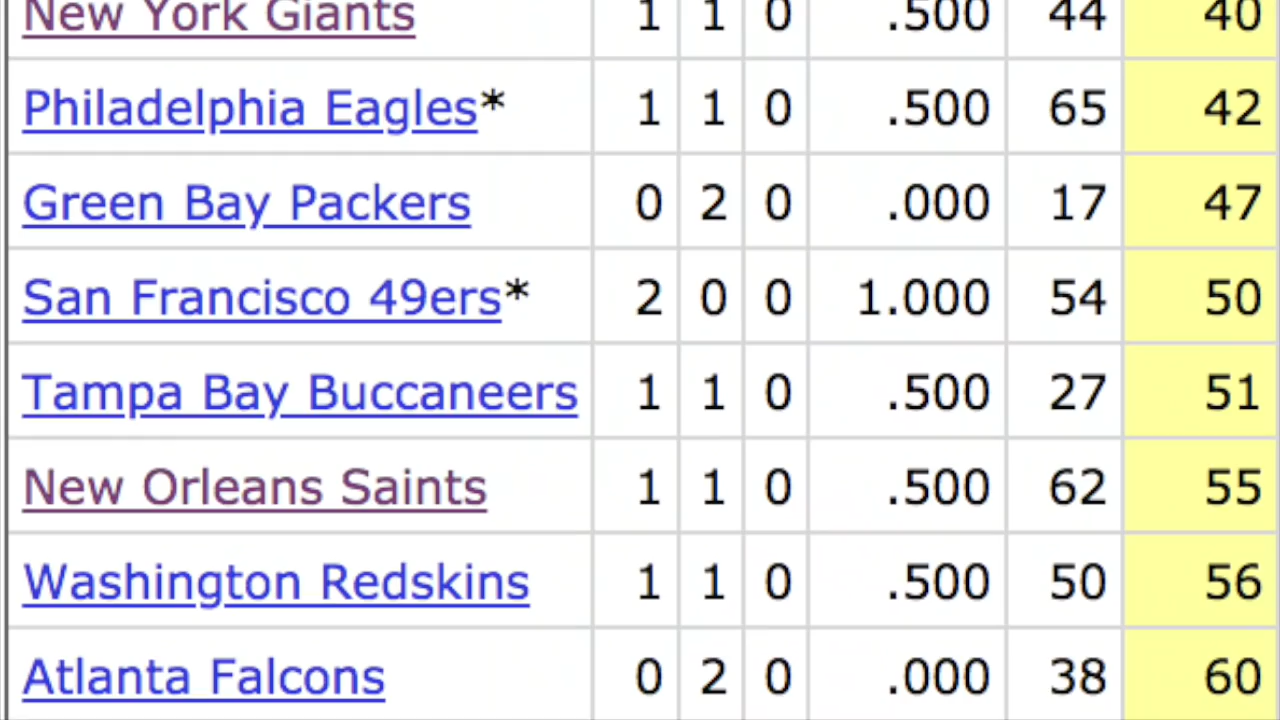 New York Giants 1 1 0 .500 44 40
Philadelphia Eagles* 1 1 0 .500 65 42
Green Bay Packers 0 2 0 .000 17 47
San Francisco 49ers* 2 0 0 1.000 54 50
Tampa Bay Buccaneers 1 1 0 .500 27 51
New Orleans Saints 1 1 0 .500 62 55
Washington Redskins 1 1 0 .500 50 56
Atlanta Falcons 0 2 0 .000 38 60